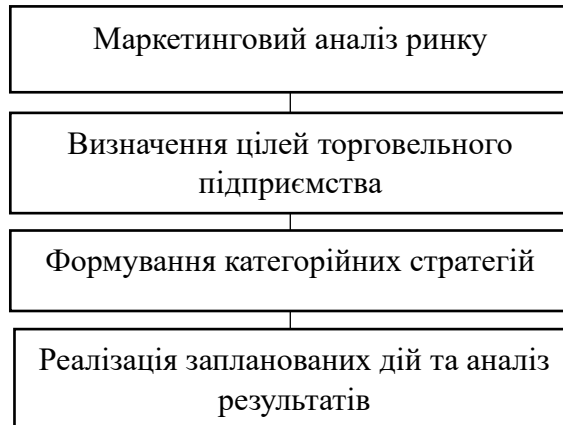 Маркетинговий аналіз ринку
Визначення цілей торговельного
підприємства
Формування категорійних стратегій
Реалізація запланованих дій та аналіз
результатів